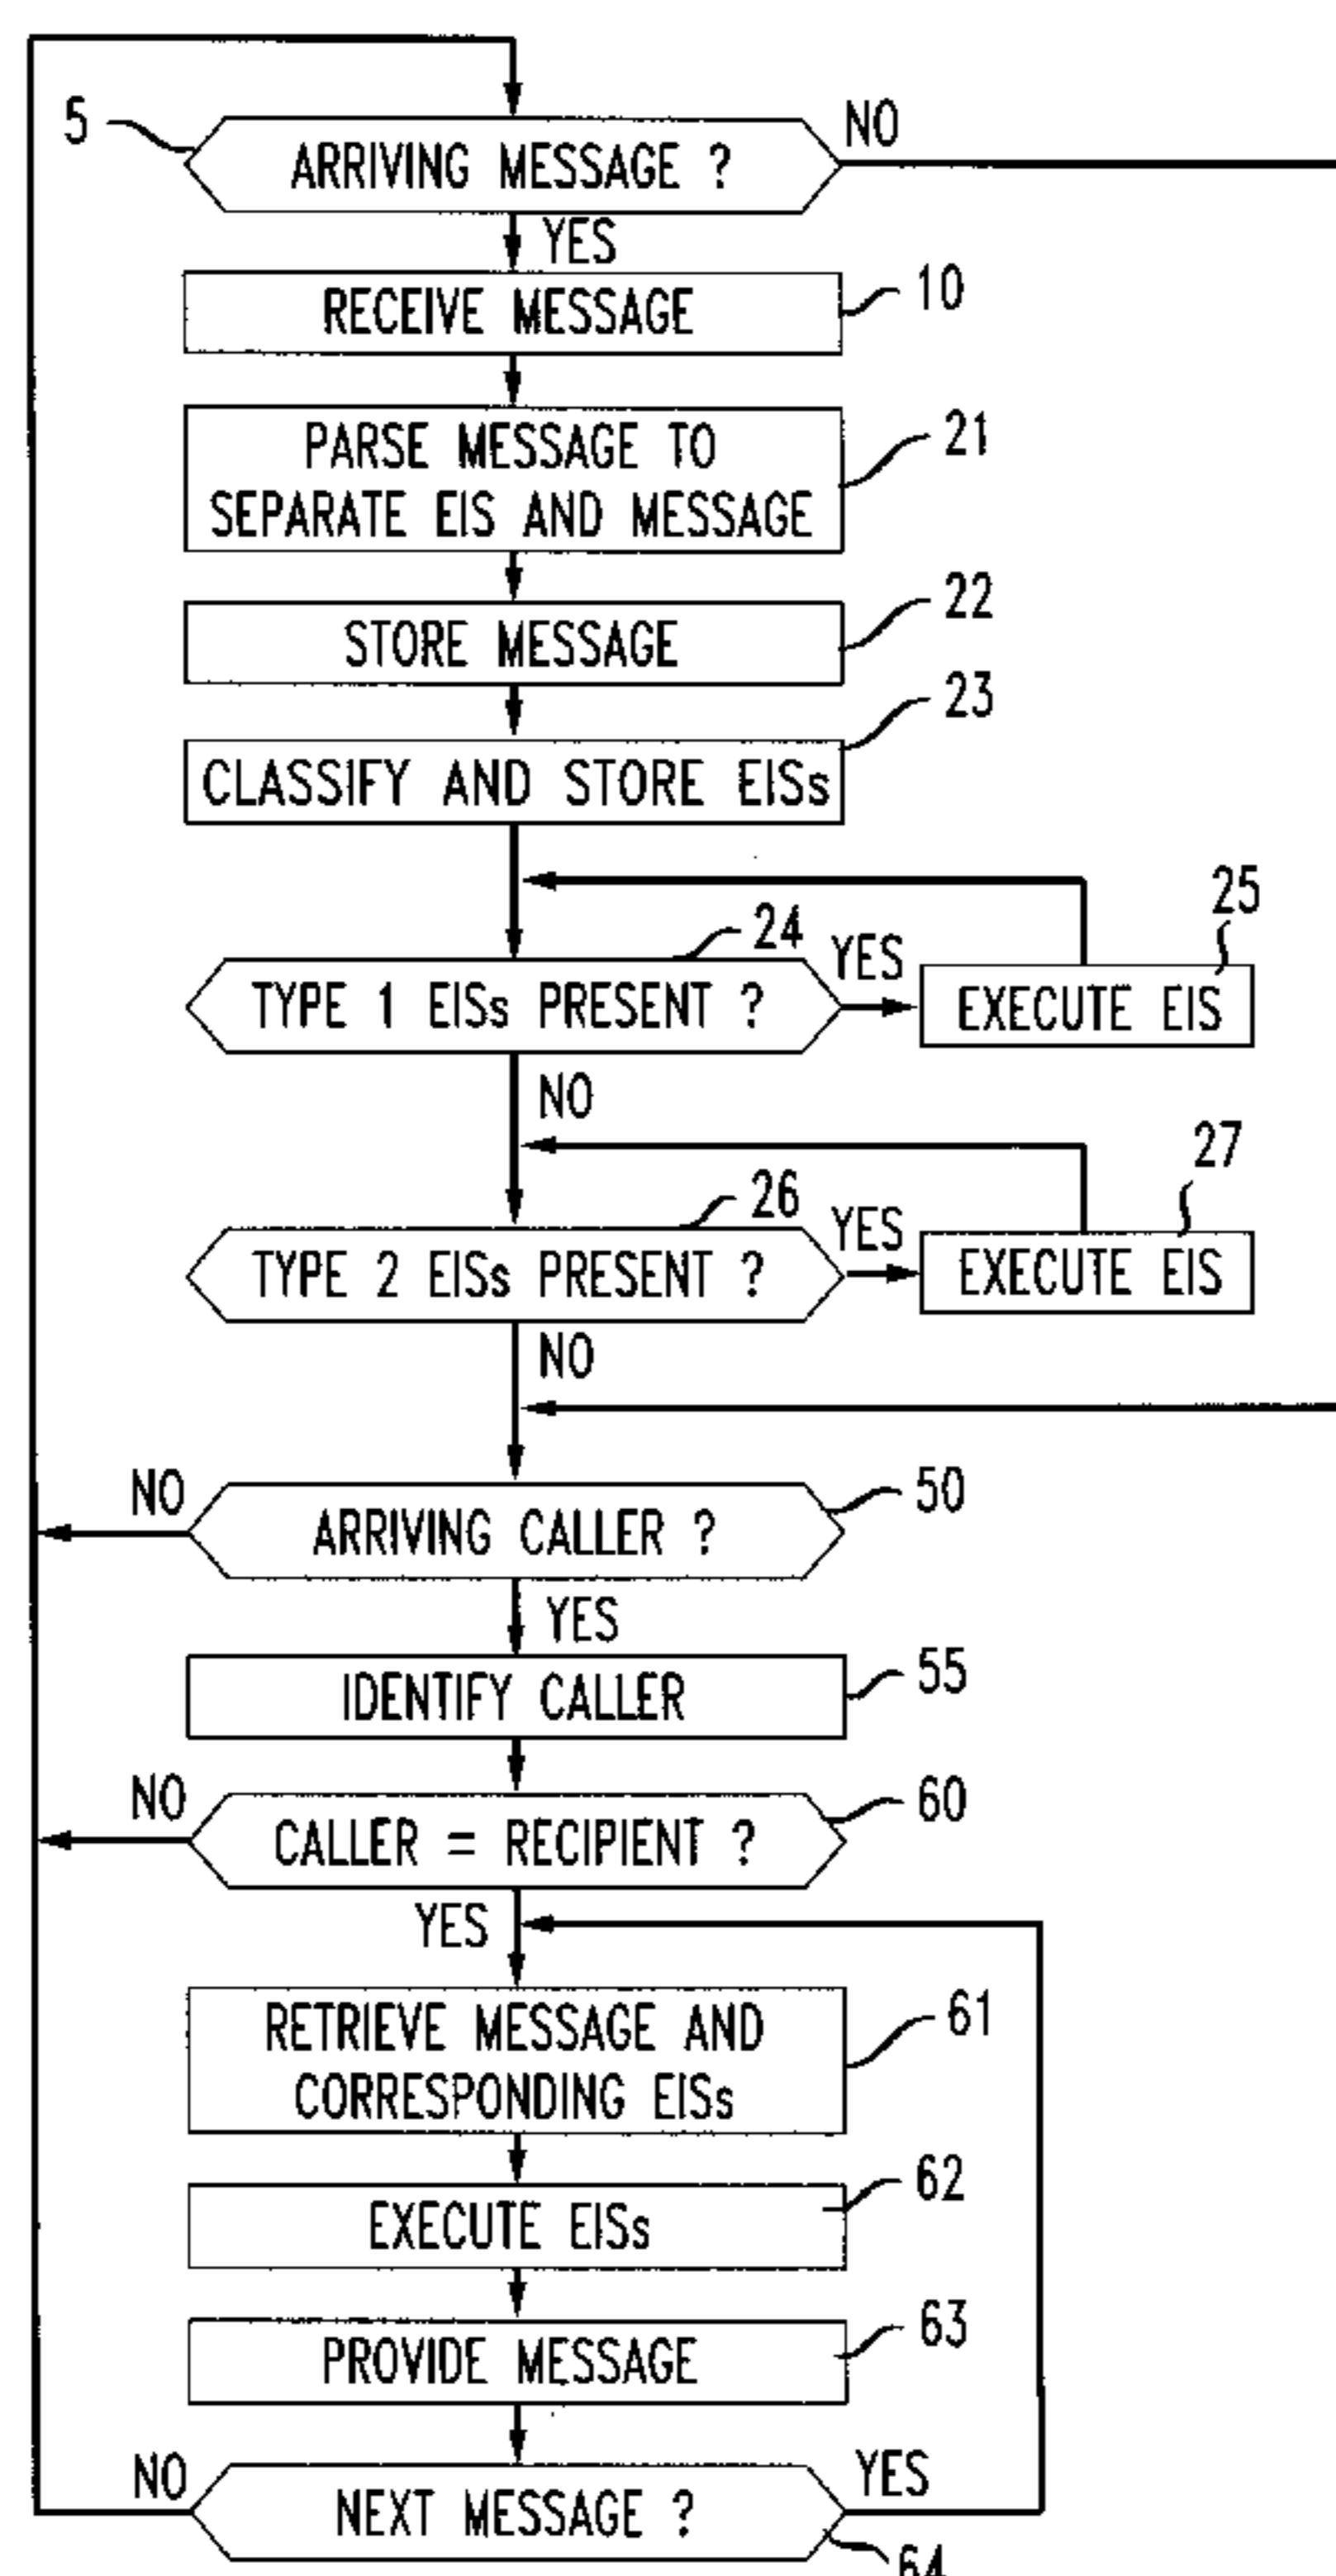 5
ARRIVING MESSAGE ?
NO
YES
RECEIVE MESSAGE
10
PARSE MESSAGE TO
SEPARATE EIS AND MESSAGE
21
STORE MESSAGE
22
CLASSIFY AND STORE EISs
23
TYPE 1 EISs PRESENT ?
24
YES
EXECUTE EIS
25
NO
TYPE 2 EISs PRESENT ?
26
YES
EXECUTE EIS
27
NO
NO
ARRIVING CALLER ?
50
YES
IDENTIFY CALLER
55
NO
CALLER = RECIPIENT ?
60
YES
RETRIEVE MESSAGE AND
CORRESPONDING EISs
61
EXECUTE EISs
62
PROVIDE MESSAGE
63
NO
NEXT MESSAGE ?
YES
64